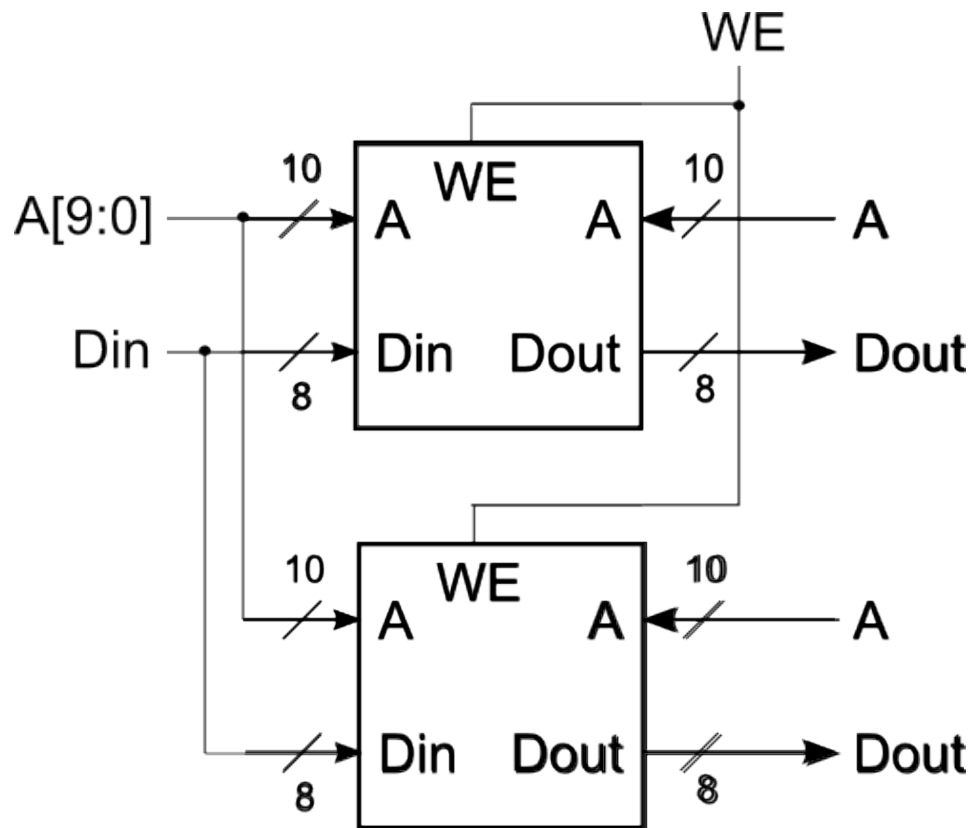 WE
10 WE 10
A[9:0] A A A
Din Din Dout Dout
8 8
10 WE 10
A A A
Din Dout Dout
8 8